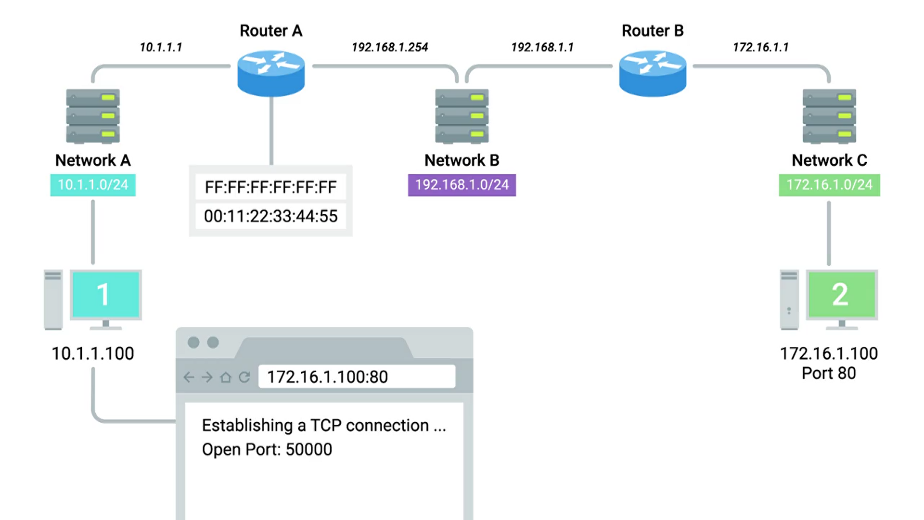 Router A
Router B
10.1.1.1
192.168.1.254
192.168.1.1
172.16.1.1
Network A
10.1.1.0/24
Network B
192.168.1.0/24
Network C
172.16.1.0/24
FF:FF:FF:FF:FF:FF
00:11:22:33:44:55
1
2
10.1.1.100
172.16.1.100
Port 80
172.16.1.100:80
Establishing a TCP connection ...
Open Port: 50000